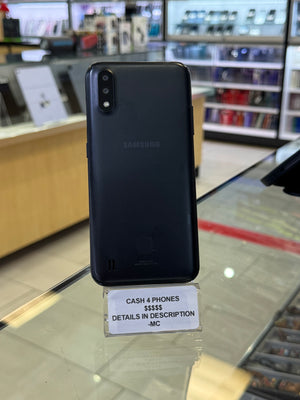 SAMSUNG
CASH 4 PHONES
$$$$$
DETAILS IN DESCRIPTION
-MC